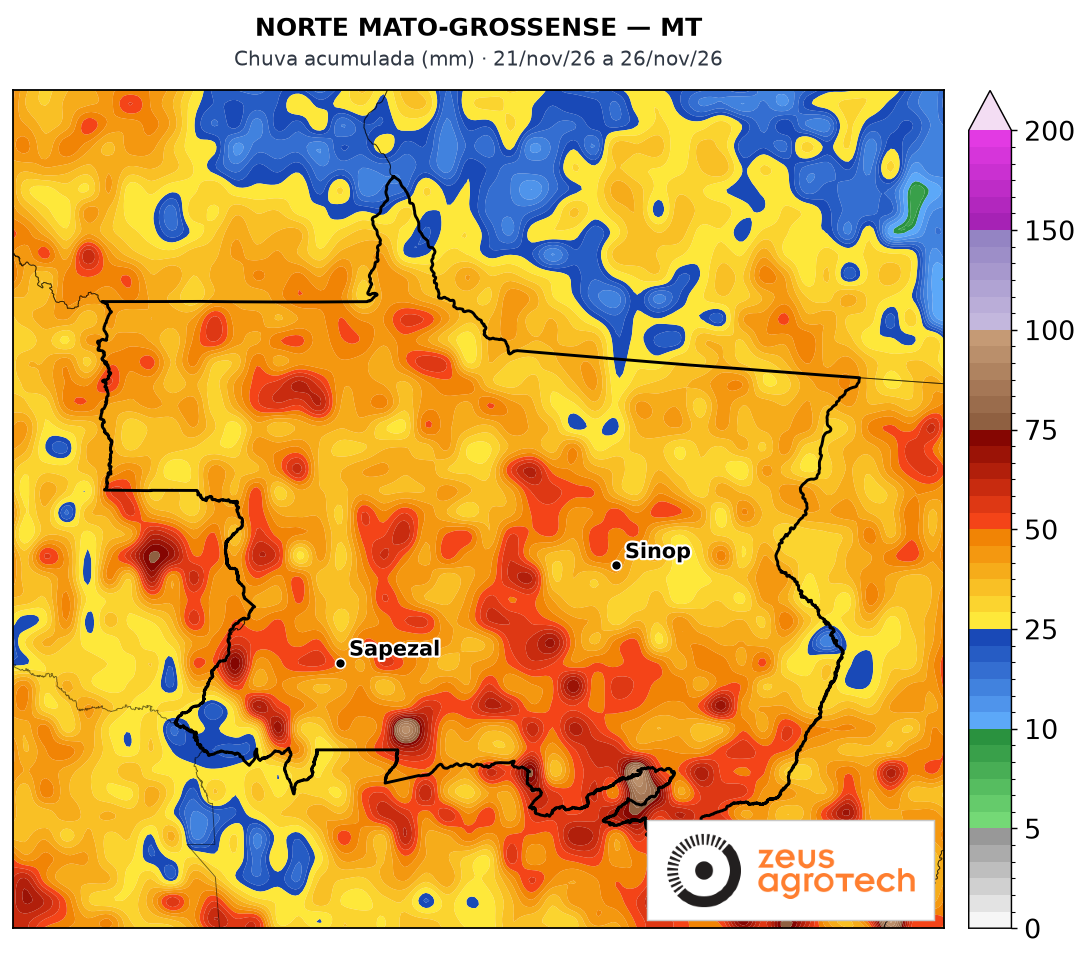 NORTE MATO-GROSSENSE — MT
Chuva acumulada (mm) · 21/nov/26 a 26/nov/26
200
150
100
75
50
25
10
5
0
Sinop
Sapezal
zeus
agrotech